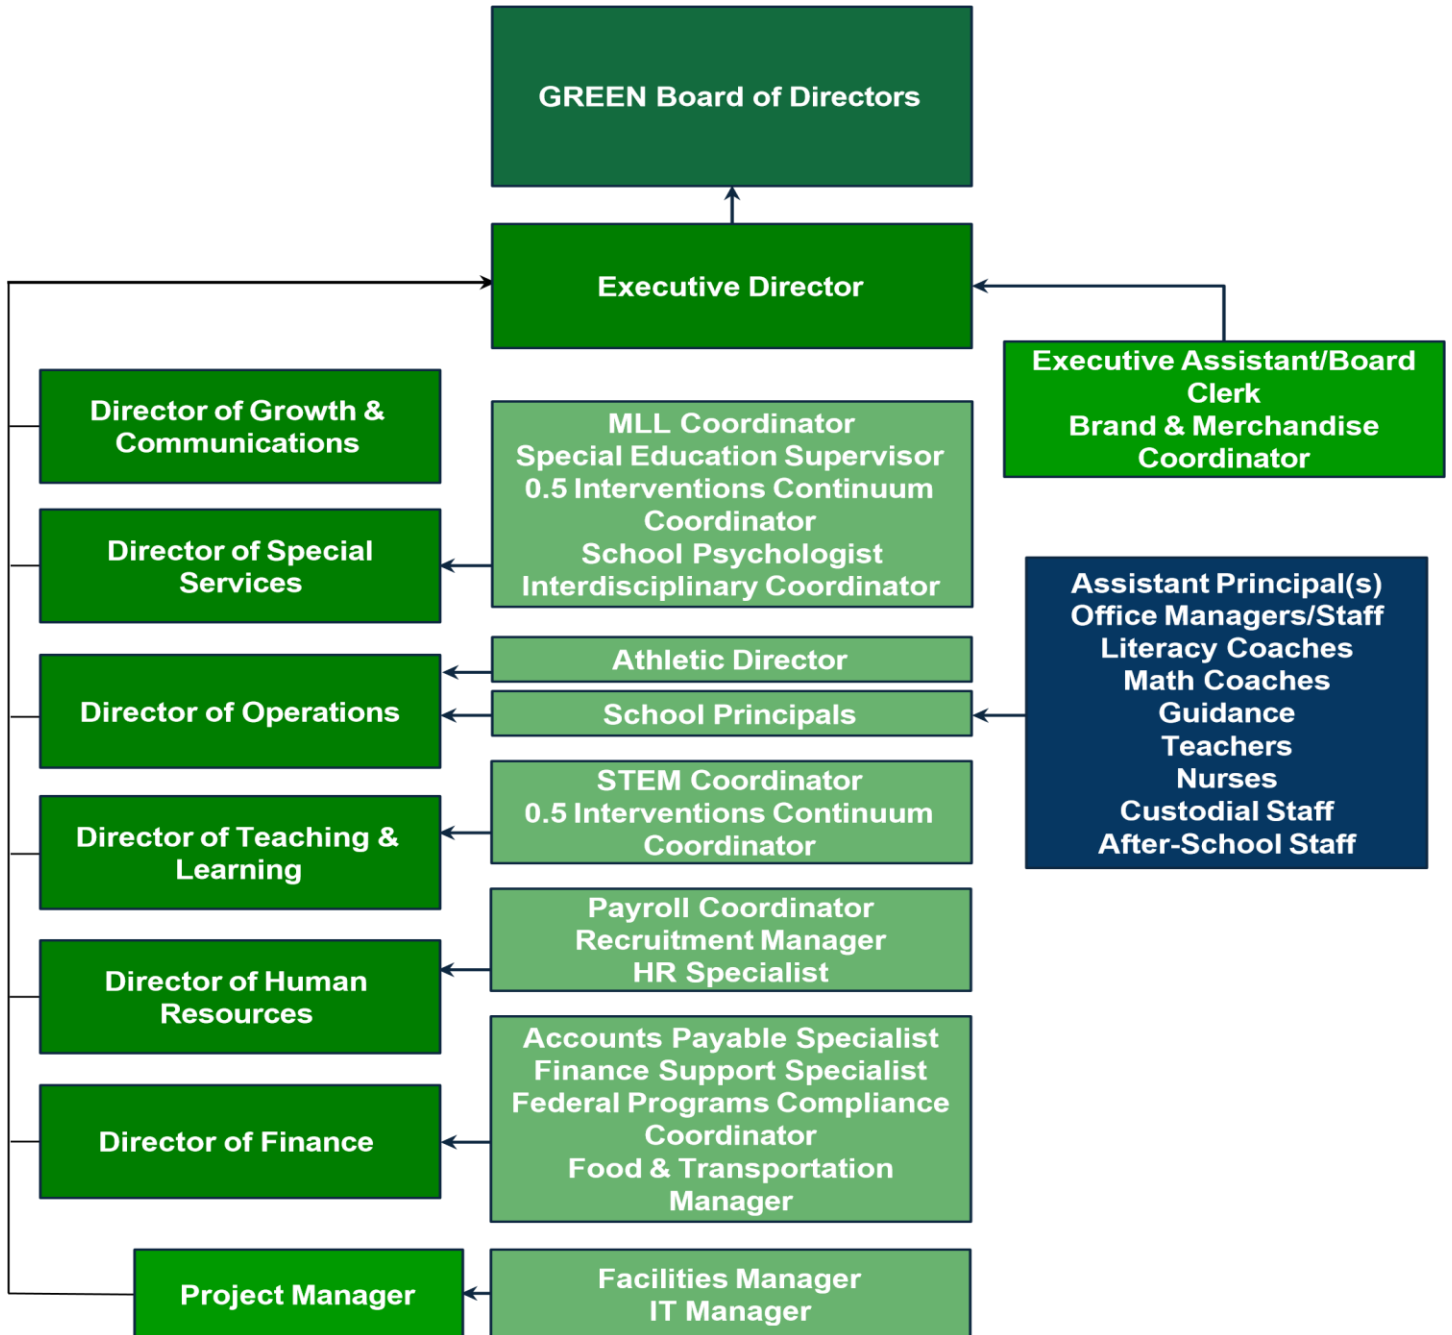 GREEN Board of Directors
Executive Director
Executive Assistant/Board
Clerk
Brand & Merchandise
Coordinator
Director of Growth &
Communications
MLL Coordinator
Special Education Supervisor
0.5 Interventions Continuum
Coordinator
School Psychologist
Interdisciplinary Coordinator
Director of Special
Services
Assistant Principal(s)
Office Managers/Staff
Literacy Coaches
Math Coaches
Guidance
Teachers
Nurses
Custodial Staff
After-School Staff
Athletic Director
Director of Operations
School Principals
STEM Coordinator
0.5 Interventions Continuum
Coordinator
Director of Teaching &
Learning
Payroll Coordinator
Recruitment Manager
HR Specialist
Director of Human
Resources
Accounts Payable Specialist
Finance Support Specialist
Federal Programs Compliance
Coordinator
Food & Transportation
Manager
Director of Finance
Project Manager
Facilities Manager
IT Manager